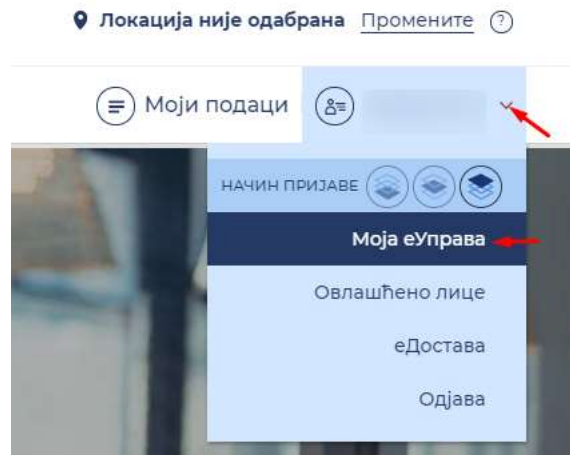 Локација није одабрана Промените ?
Моји подаци
НАЧИН ПРИЈАВЕ
Моја еУправа
Овлашћено лице
еДостава
Одјава